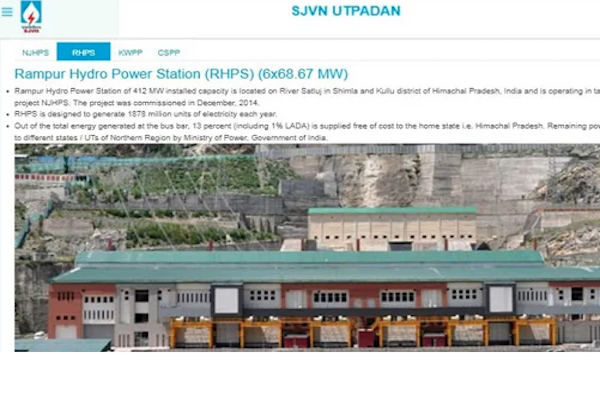 SJVN UTPADAN
SJVN
NJHPS RHPS KWPP CSPP
Rampur Hydro Power Station (RHPS) (6x68.67 MW)
Rampur Hydro Power Station of 412 MW installed capacity is located on River Satluj in Shimla and Kullu district of Himachal Pradesh, India and is operating in ta
project NJHPS. The project was commissioned in December, 2014.
RHPS is designed to generate 1878 million units of electricity each year.
Out of the total energy generated at the bus bar, 13 percent (including 1% LADA) is supplied free of cost to the home state i.e. Himachal Pradesh. Remaining po
to different states / UTs of Northern Region by Ministry of Power, Government of India.